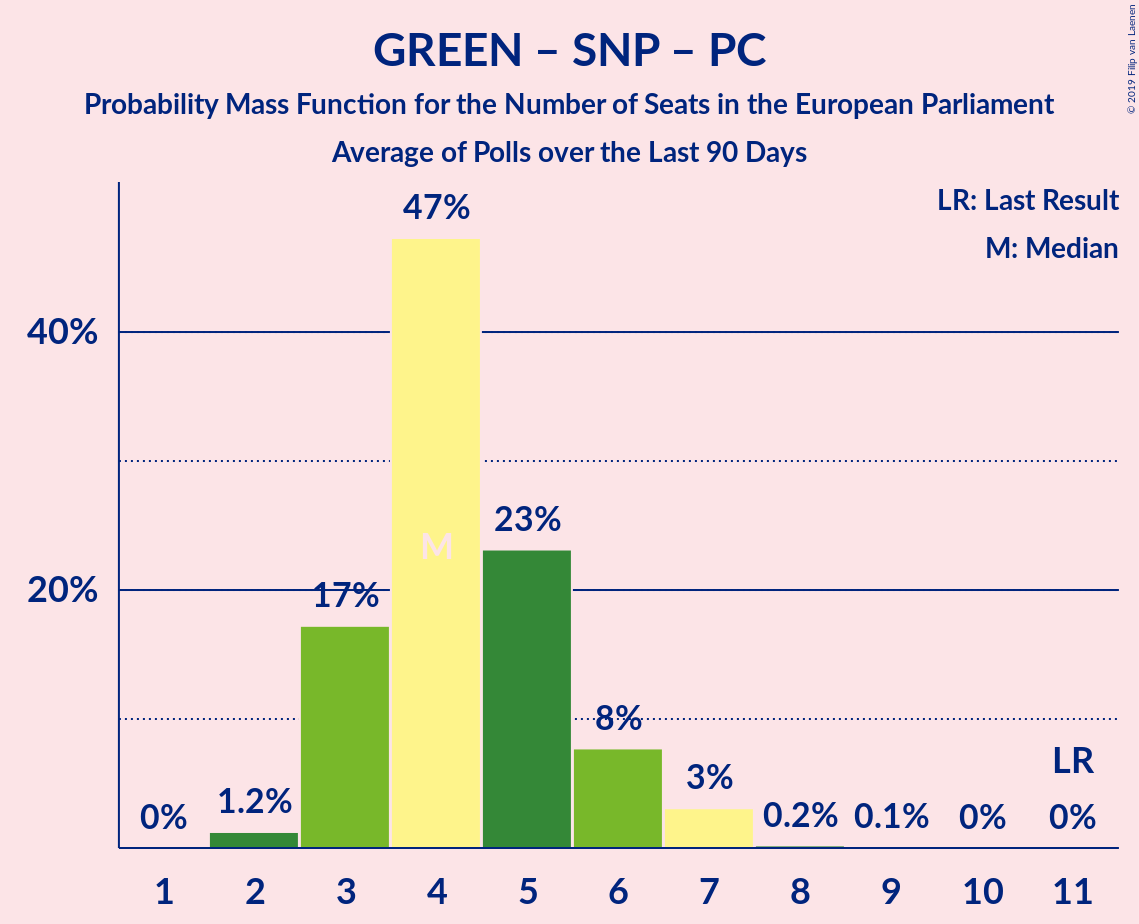 GREEN – SNP – PC
Probability Mass Function for the Number of Seats in the European Parliament
Average of Polls over the Last 90 Days
© 2019 Filip van Laenen
LR: Last Result
M: Median
40%
20%
0%
1.2%
17%
47%
M
23%
8%
3%
0.2%
0.1%
0%
LR
0%
1 2 3 4 5 6 7 8 9 10 11